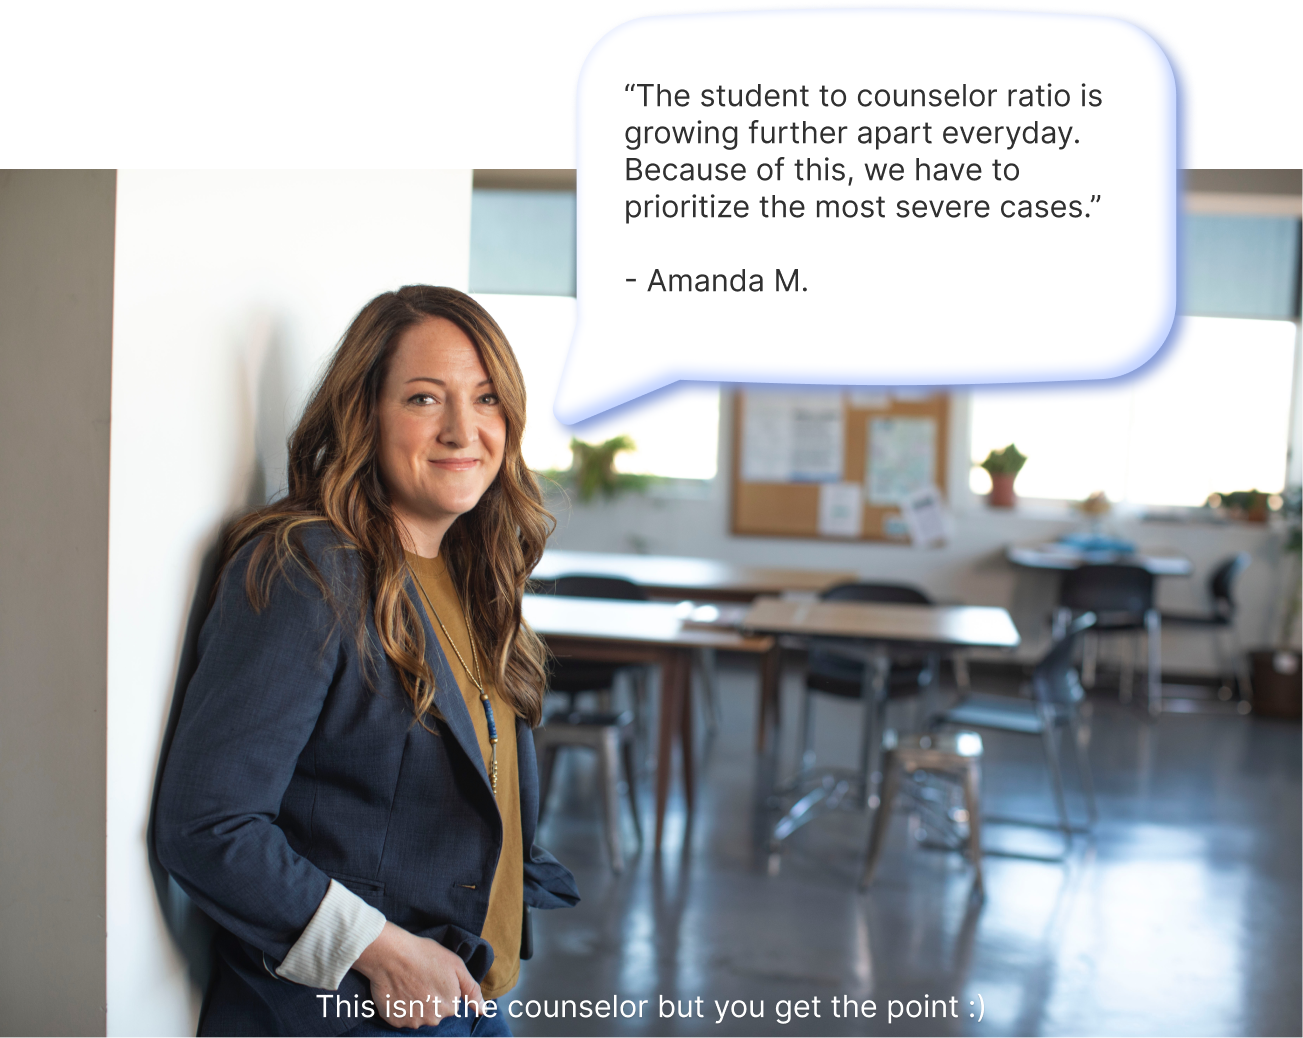 “The student to counselor ratio is
growing further apart everyday.
Because of this, we have to
prioritize the most severe cases.”
- Amanda M.
This isn’t the counselor but you get the point :)